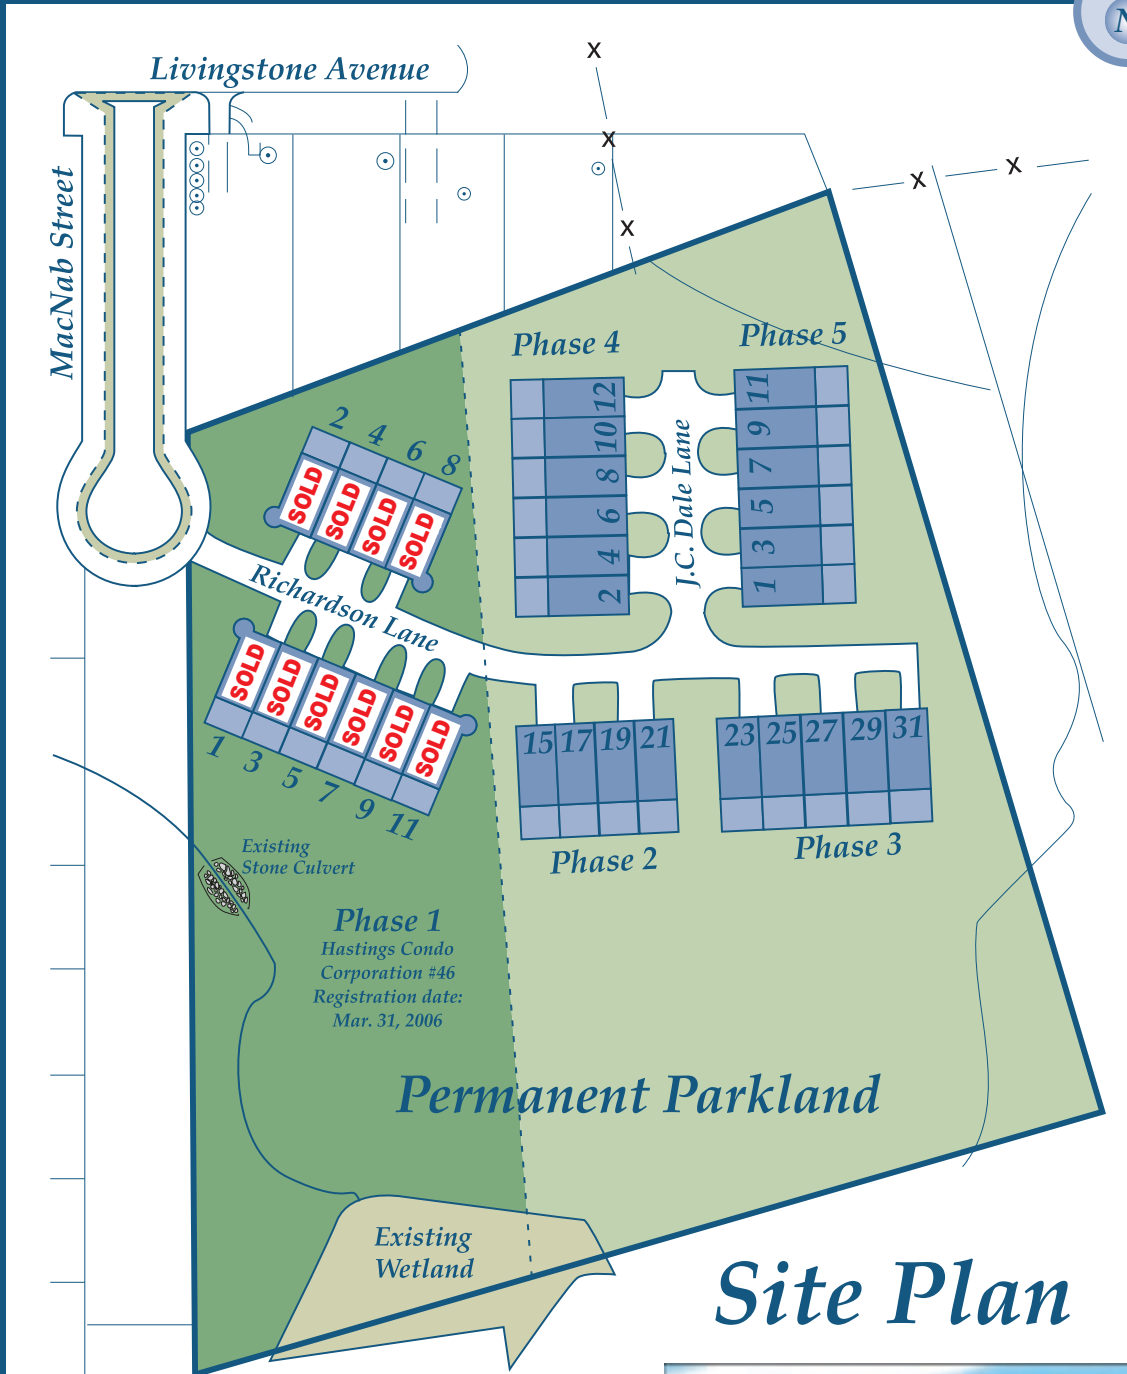 N
Livingstone Avenue
MacNab Street
x
x
x
x
x
Phase 4
Phase 5
12
10
8
6
4
2
J.C. Dale Lane
11
9
7
5
3
1
2
4
6
8
SOLD
SOLD
SOLD
SOLD
Richardson Lane
SOLD
SOLD
SOLD
SOLD
SOLD
SOLD
1
3
5
7
9
11
15
17
19
21
23
25
27
29
31
Phase 2
Phase 3
Existing
Stone Culvert
Phase 1
Hastings Condo
Corporation #46
Registration date:
Mar. 31, 2006
Permanent Parkland
Existing
Wetland
Site Plan